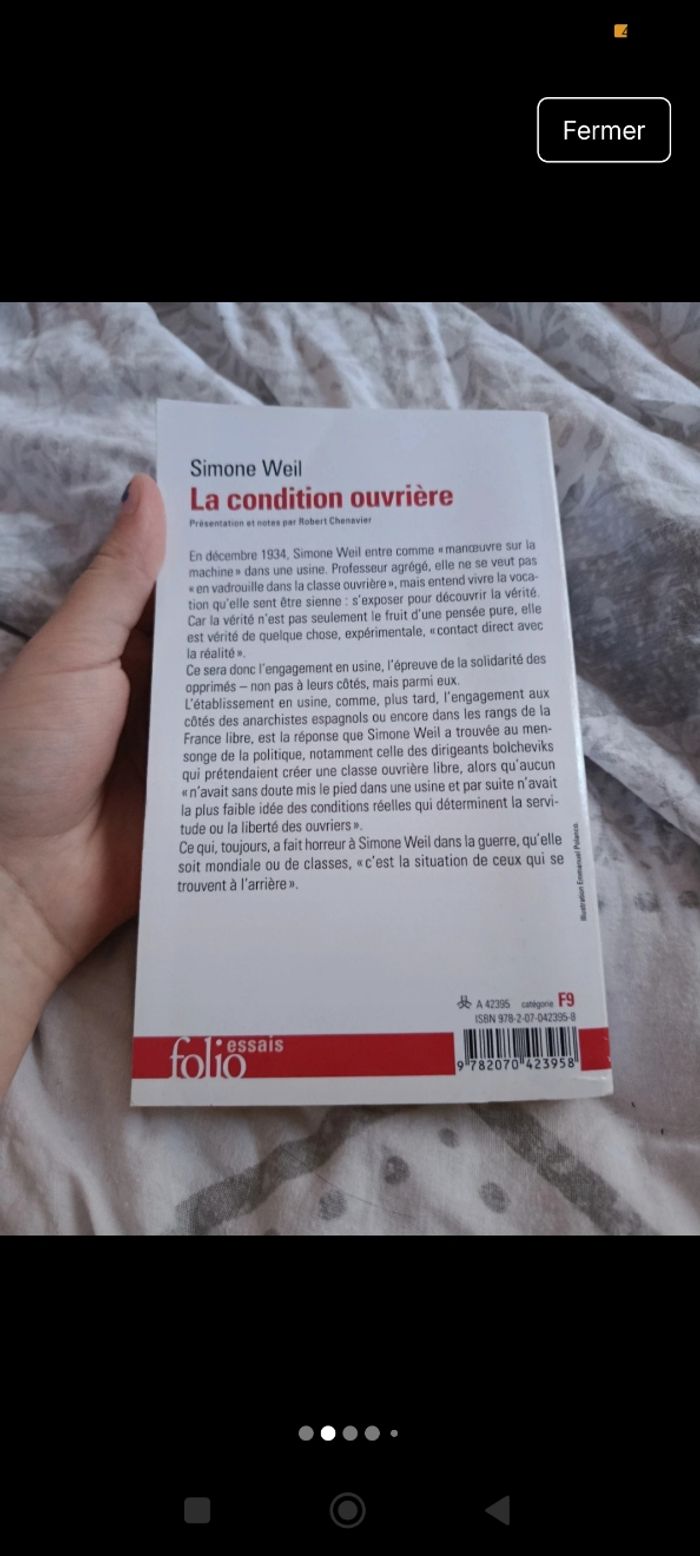 Fermer
Simone Weil
La condition ouvrière
Présentation et notes par Robert Chenavier
En décembre 1934, Simone Weil entre comme « manœuvre sur la
machine » dans une usine. Professeur agrégé, elle ne se veut pas
« en vadrouille dans la classe ouvrière », mais entend vivre la voca-
tion qu'elle sent être sienne : s'exposer pour découvrir la vérité.
Car la vérité n'est pas seulement le fruit d'une pensée pure, elle
est vérité de quelque chose, expérimentale, « contact direct avec
la réalité ».
Ce sera donc l'engagement en usine, l'épreuve de la solidarité des
opprimés – non pas à leurs côtés, mais parmi eux.
L'établissement en usine, comme, plus tard, l'engagement aux
côtés des anarchistes espagnols ou encore dans les rangs de la
France libre, est la réponse que Simone Weil a trouvée au men-
songe de la politique, notamment celle des dirigeants bolcheviks
qui prétendaient créer une classe ouvrière libre, alors qu'aucun
« n'avait sans doute mis le pied dans une usine et par suite n'avait
la plus faible idée des conditions réelles qui déterminent la servi-
tude ou la liberté des ouvriers ».
Ce qui, toujours, a fait horreur à Simone Weil dans la guerre, qu'elle
soit mondiale ou de classes, « c'est la situation de ceux qui se
trouvent à l'arrière ».
Illustration Emmanuel Polanco
A 42395 catégorie F9
ISBN 978-2-07-042395-8
folio essais
9 782070 423958